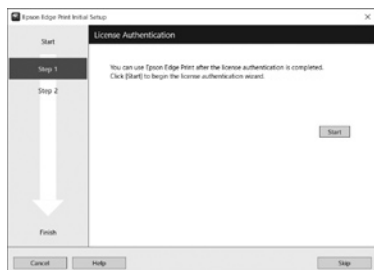 Epson Edge Print Initial Setup
Start
Step 1
Step 2
Finish
License Authentication
You can use Epson Edge Print after the license authentication is completed.
Click [Start] to begin the license authentication wizard.
Start
Cancel
Help
Skip